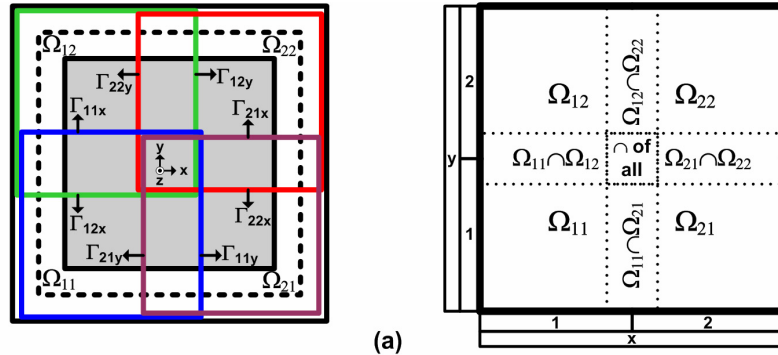 Ω12
Ω22
Γ22y
Γ12y
Γ11x
Γ21x
y
x
z
Γ12x
Γ22x
Γ21y
Γ11y
Ω11
Ω21
(a)
2
y
1
Ω12
Ω12∩Ω22
Ω22
Ω11∩Ω12
∩ of
all
Ω21∩Ω22
Ω11
Ω11∩Ω21
Ω21
1
2
x